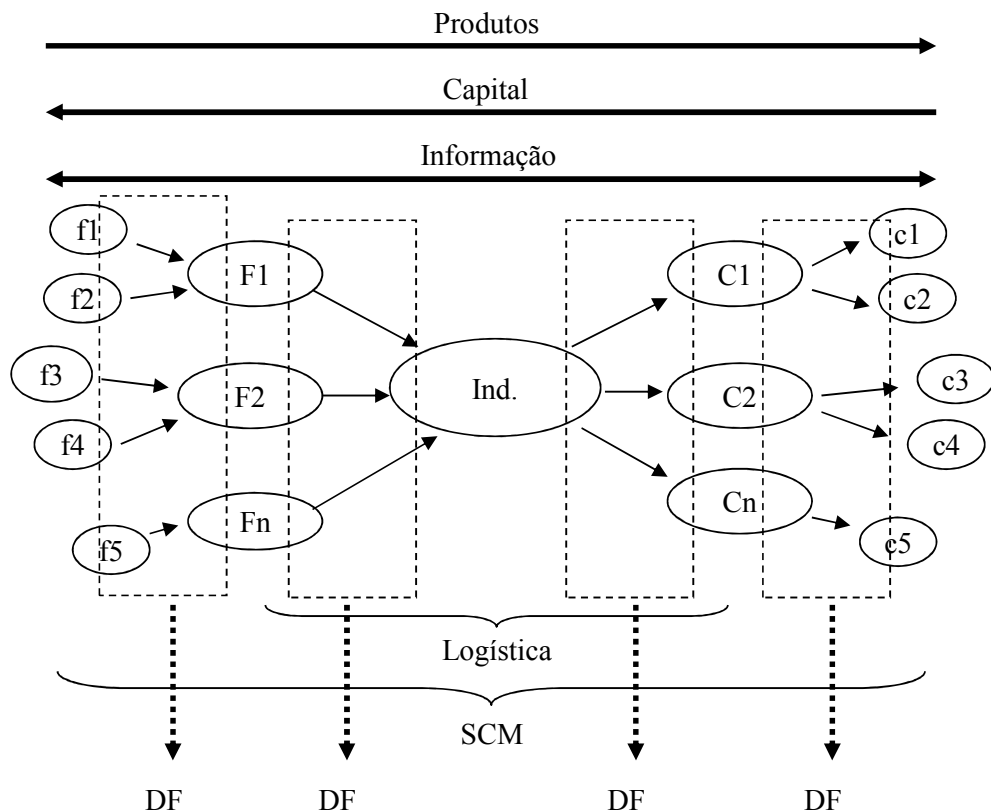 Produtos
Capital
Informação
f1
c1
F1
C1
f2
c2
f3
c3
Ind.
F2
C2
f4
c4
Fn
Cn
f5
c5
Logística
SCM
DF
DF
DF
DF